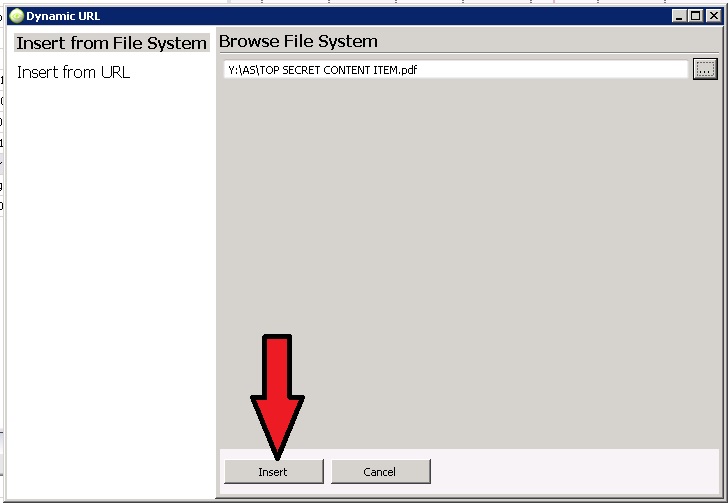 Dynamic URL
Insert from File System
Insert from URL
Browse File System
Y:\AS\TOP SECRET CONTENT ITEM.pdf
...
Insert
Cancel